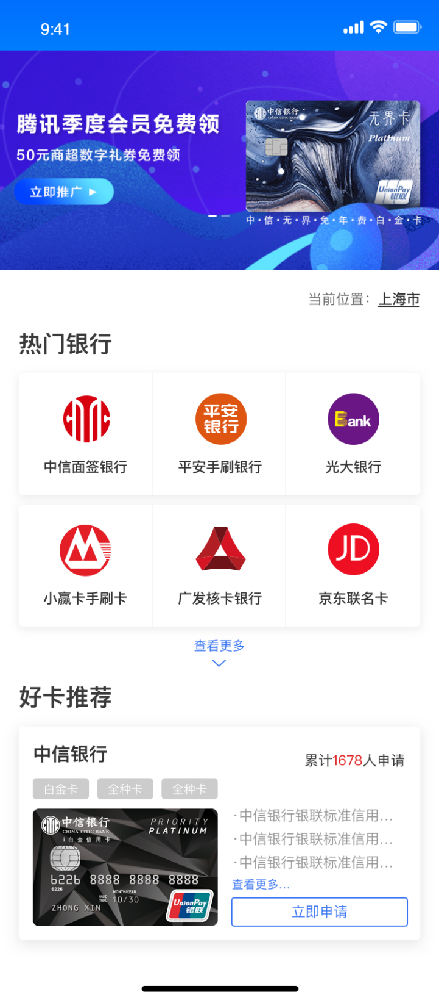 9:41
腾讯季度会员免费领
50元商超数字礼券免费领
立即推广
中信银行
CHINA CITIC BANK
无界卡
Platinum
UnionPay
银联
中·信·无·界·免·年·费·白·金·卡
当前位置： 上海市
热门银行
平安
银行
Bank
中信面签银行 平安手刷银行 光大银行
JD
小赢卡手刷卡 广发核卡银行 京东联名卡
查看更多
好卡推荐
中信银行
累计1678人申请
白金卡 全种卡 全种卡
中信银行
CHINA CITIC BANK
i白金信用卡
PRIORITY
PLATINUM
6226 8888 8888 8888
6226
MONTH/YEAR
VALID
THRU
10/30
ZHONG XIN
UnionPay
银联
·中信银行银联标准信用...
·中信银行银联标准信用...
·中信银行银联标准信用...
查看更多...
立即申请